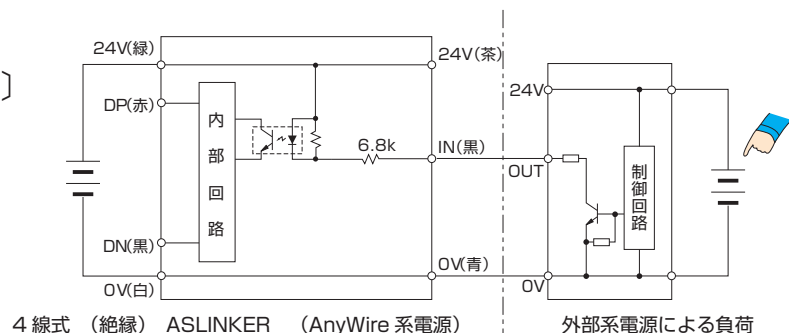 24V(緑)
24V(茶)
〕
DP(赤)
24V
内部回路
6.8k
IN(黒)
OUT
制御回路
DN(黒)
0V(青)
0V(白)
0V
4線式 (絶縁) ASLINKER (AnyWire 系電源)
外部系電源による負荷